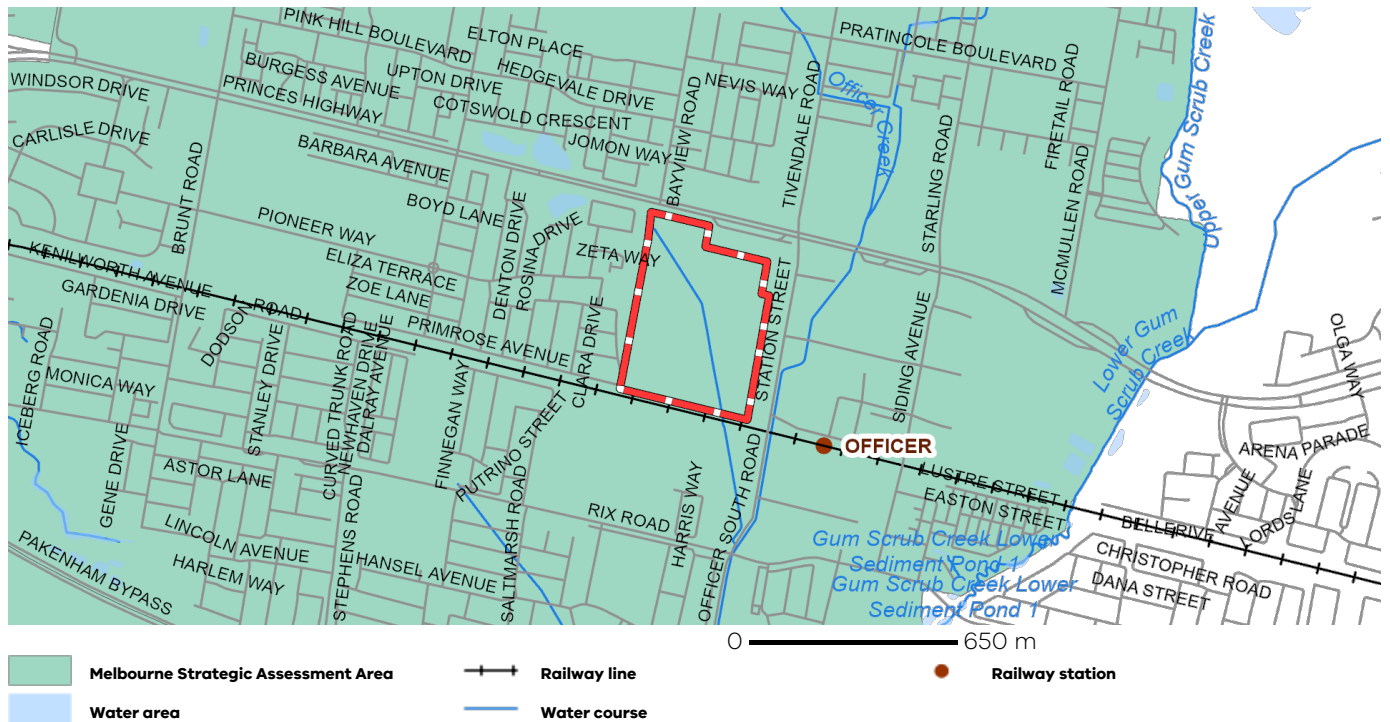 PINK HILL BOULEVARD
ELTON PLACE
PRATINCOLE BOULEVARD
BURGESS AVENUE
UPTON DRIVE
HEDGEVALE DRIVE
NEVIS WAY
WINDSOR DRIVE
PRINCES HIGHWAY
COTSWOLD CRESCENT
JOMON WAY
BAYVIEW ROAD
TIVENDALE ROAD
Officer Creek
STARLING ROAD
FIRETAIL ROAD
MCMULLEN ROAD
Upper Gum Scrub Creek
CARLISLE DRIVE
BRUNT ROAD
BARBARA AVENUE
BOYD LANE
DENTON DRIVE
ROSINA DRIVE
ZETA WAY
PIONEER WAY
ELIZA TERRACE
ZOE LANE
KENILWORTH AVENUE
ROAD
GARDENIA DRIVE
DODSON
PRIMROSE AVENUE
CLARA DRIVE
STATION STREET
SIDING AVENUE
Lower Gum
Scrub Creek
OLGA WAY
ICEBERG ROAD
MONICA WAY
STANLEY DRIVE
CURVED TRUNK ROAD
NEWHAVEN DRIVE
DALRAY AVENUE
FINNEGAN WAY
PUTRINO STREET
OFFICER
ARENA PARADE
GENE DRIVE
ASTOR LANE
STEPHENS ROAD
SALTMARSH ROAD
RIX ROAD
HARRIS WAY
OFFICER SOUTH ROAD
LUSTRE STREET
EASTON STREET
BELLERIVE
AVENUE
LORDS LANE
LINCOLN AVENUE
HARLEM WAY
HANSEL AVENUE
PAKENHAM BYPASS
Gum Scrub Creek Lower
Sediment Pond 1
Gum Scrub Creek Lower
Sediment Pond 1
CHRISTOPHER ROAD
DANA STREET
0 650 m
Melbourne Strategic Assessment Area
Railway line
Railway station
Water area
Water course